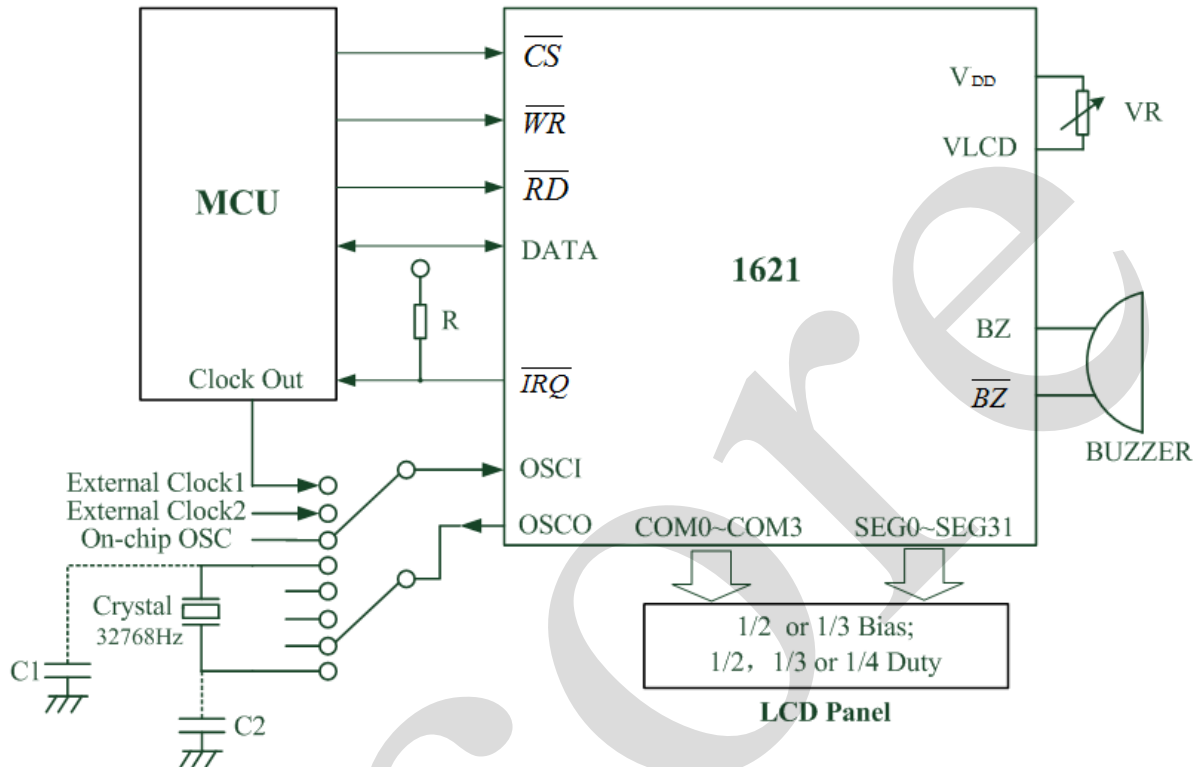 MCU
Clock Out
CS
WR
RD
DATA
IRQ
OSCI
OSCO
1621
VDD
VLCD
BZ
BZ
COM0~COM3 SEG0~SEG31
VR
BUZZER
R
External Clock1
External Clock2
On-chip OSC
Crystal
32768Hz
C1
C2
1/2 or 1/3 Bias;
1/2， 1/3 or 1/4 Duty
LCD Panel